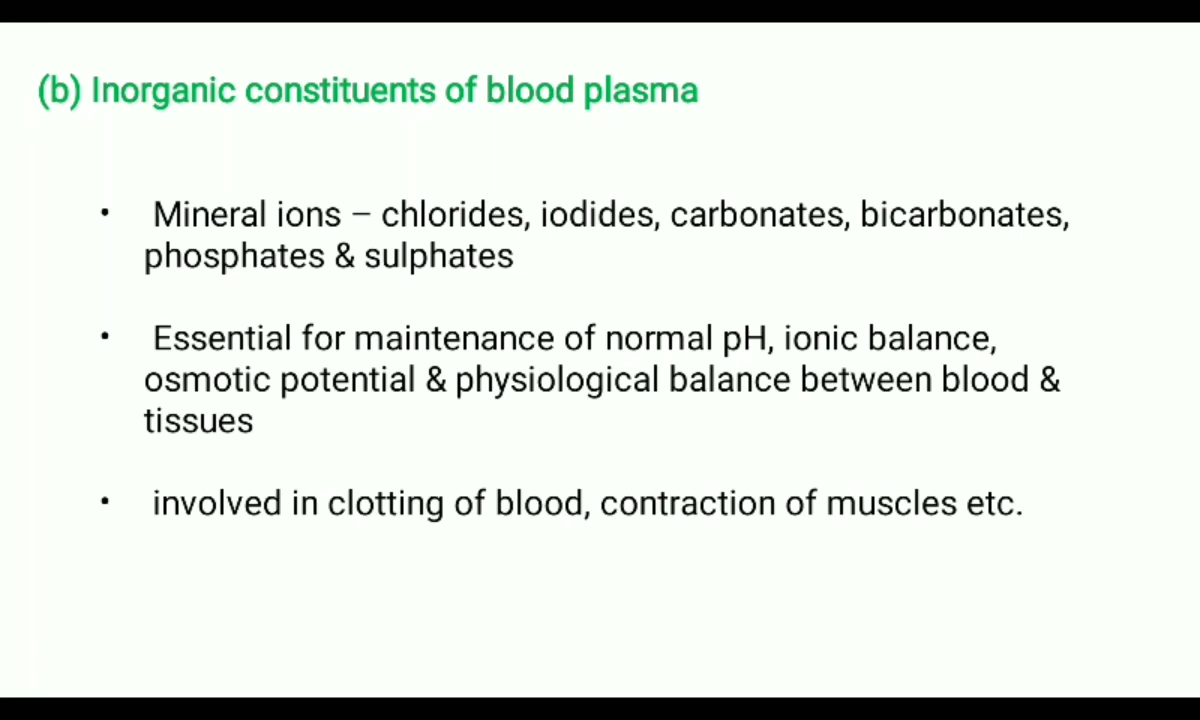 (b) Inorganic constituents of blood plasma
• Mineral ions – chlorides, iodides, carbonates, bicarbonates,
phosphates & sulphates
• Essential for maintenance of normal pH, ionic balance,
osmotic potential & physiological balance between blood &
tissues
• involved in clotting of blood, contraction of muscles etc.